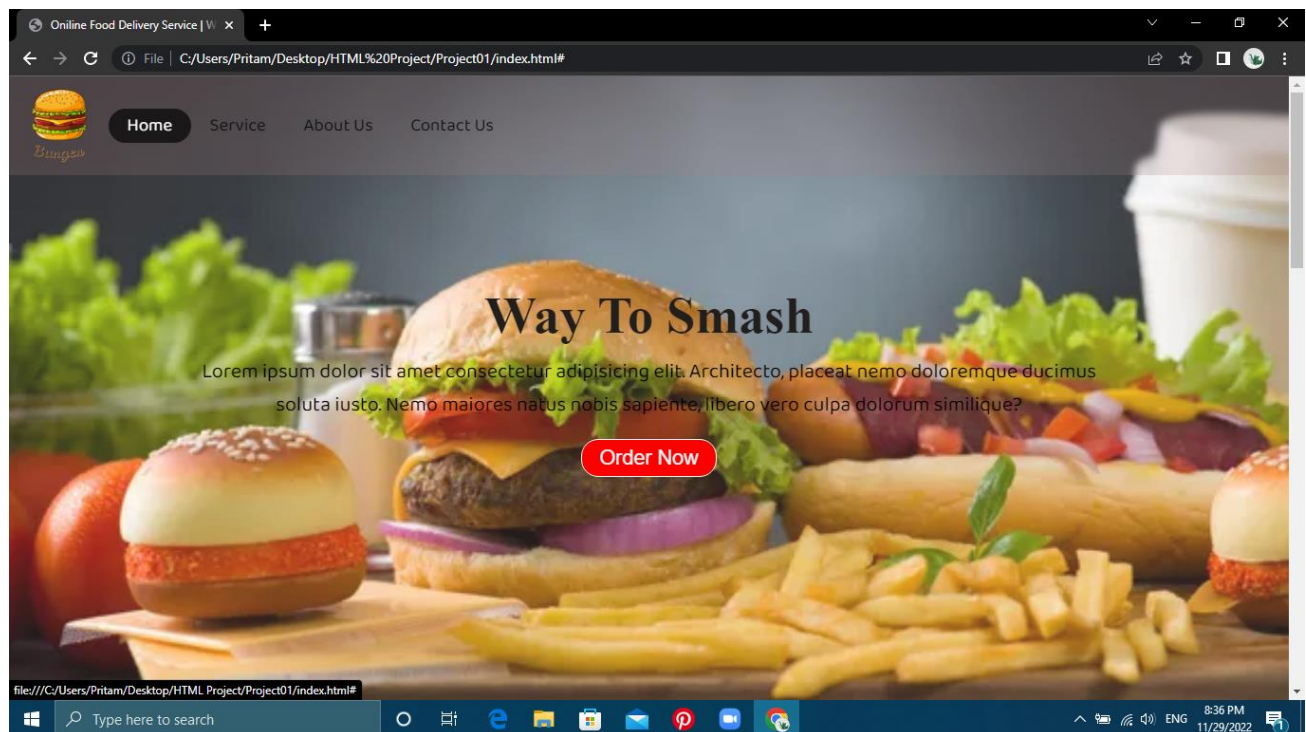 Oniline Food Delivery Service | W
File | C:/Users/Pritam/Desktop/HTML%20Project/Project01/index.html#
Burger
Home Service About Us Contact Us
Way To Smash
Lorem ipsum dolor sit amet consectetur adipisicing elit. Architecto, placeat nemo doloremque ducimus
soluta iusto. Nemo maiores natus nobis sapiente, libero vero culpa dolorum similique?
Order Now
file:///C:/Users/Pritam/Desktop/HTML Project/Project01/index.html#
Type here to search
ENG
8:36 PM
11/29/2022
1